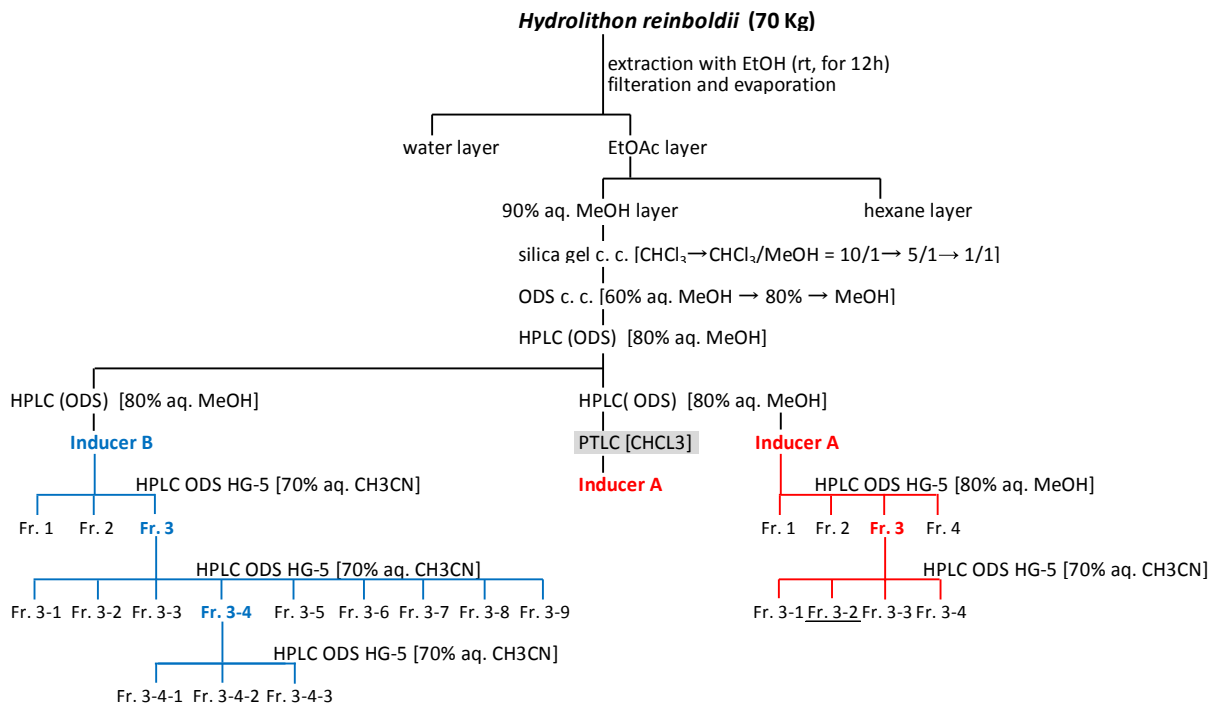 Hydrolithon reinboldii (70 Kg)
extraction with EtOH (rt, for 12h)
filteration and evaporation
water layer
EtOAc layer
90% aq. MeOH layer
hexane layer
silica gel c. c. [CHCl₃→CHCl₃/MeOH = 10/1→ 5/1→ 1/1]
ODS c. c. [60% aq. MeOH → 80% → MeOH]
HPLC (ODS) [80% aq. MeOH]
HPLC (ODS) [80% aq. MeOH]
HPLC( ODS) [80% aq. MeOH]
Inducer B
PTLC [CHCL3]
Inducer A
HPLC ODS HG-5 [70% aq. CH3CN]
Inducer A
HPLC ODS HG-5 [80% aq. MeOH]
Fr. 1 Fr. 2 Fr. 3
Fr. 1 Fr. 2 Fr. 3 Fr. 4
HPLC ODS HG-5 [70% aq. CH3CN]
HPLC ODS HG-5 [70% aq. CH3CN]
Fr. 3-1 Fr. 3-2 Fr. 3-3 Fr. 3-4 Fr. 3-5 Fr. 3-6 Fr. 3-7 Fr. 3-8 Fr. 3-9
Fr. 3-1 Fr. 3-2 Fr. 3-3 Fr. 3-4
HPLC ODS HG-5 [70% aq. CH3CN]
Fr. 3-4-1 Fr. 3-4-2 Fr. 3-4-3